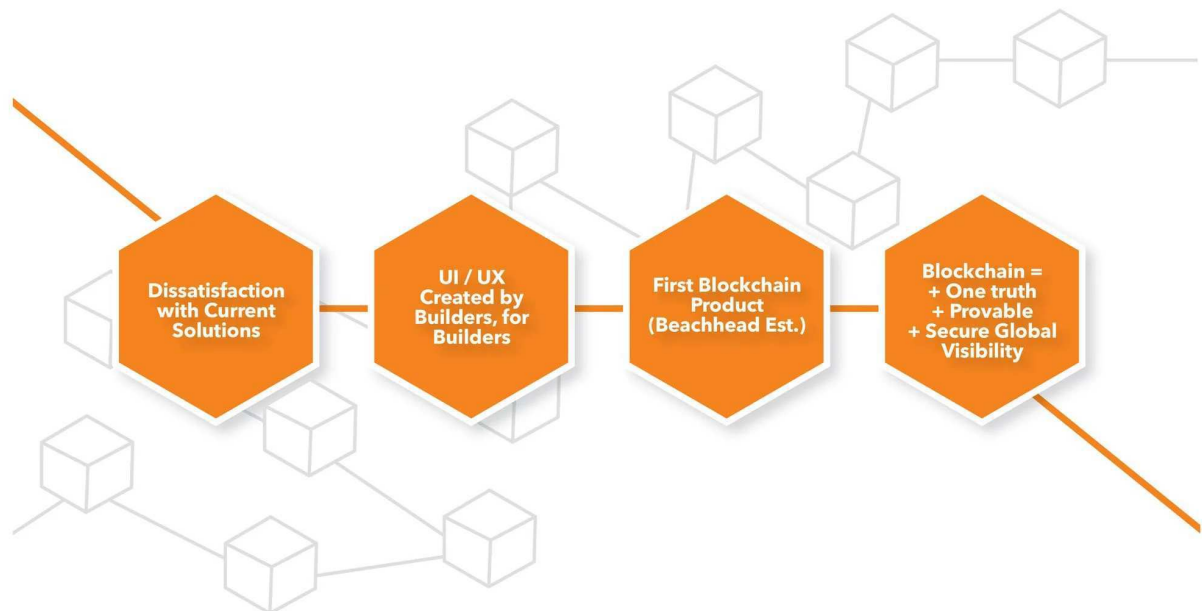 Dissatisfaction
with Current
Solutions
UI / UX
Created by
Builders, for
Builders
First Blockchain
Product
(Beachhead Est.)
Blockchain =
+ One truth
+ Provable
+ Secure Global
Visibility